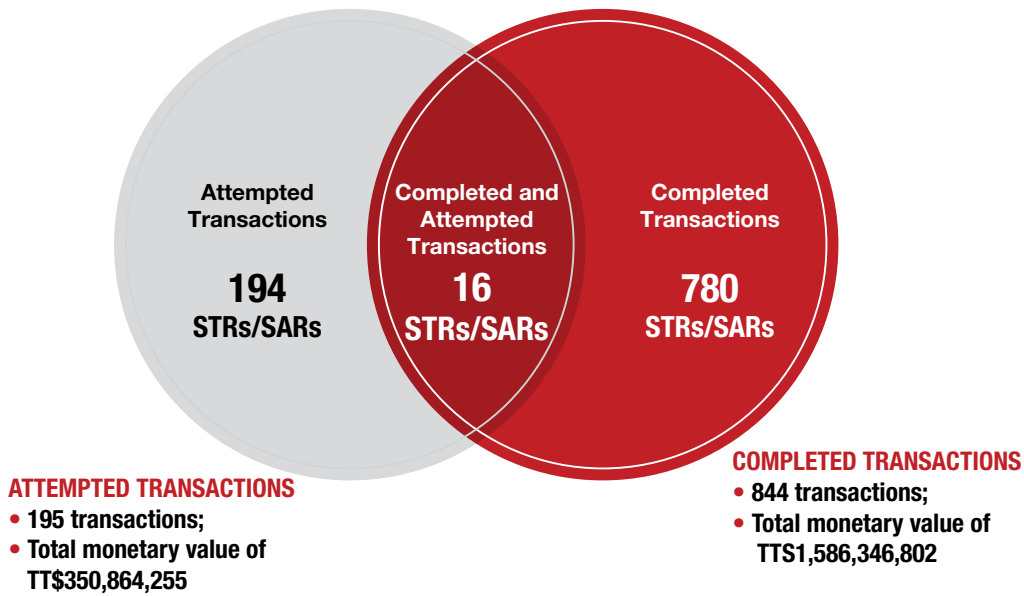 Attempted
Transactions
194
STRs/SARs
Completed and
Attempted
Transactions
16
STRs/SARs
Completed
Transactions
780
STRs/SARs
ATTEMPTED TRANSACTIONS
• 195 transactions;
• Total monetary value of
TT$350,864,255
COMPLETED TRANSACTIONS
• 844 transactions;
• Total monetary value of
TTS1,586,346,802